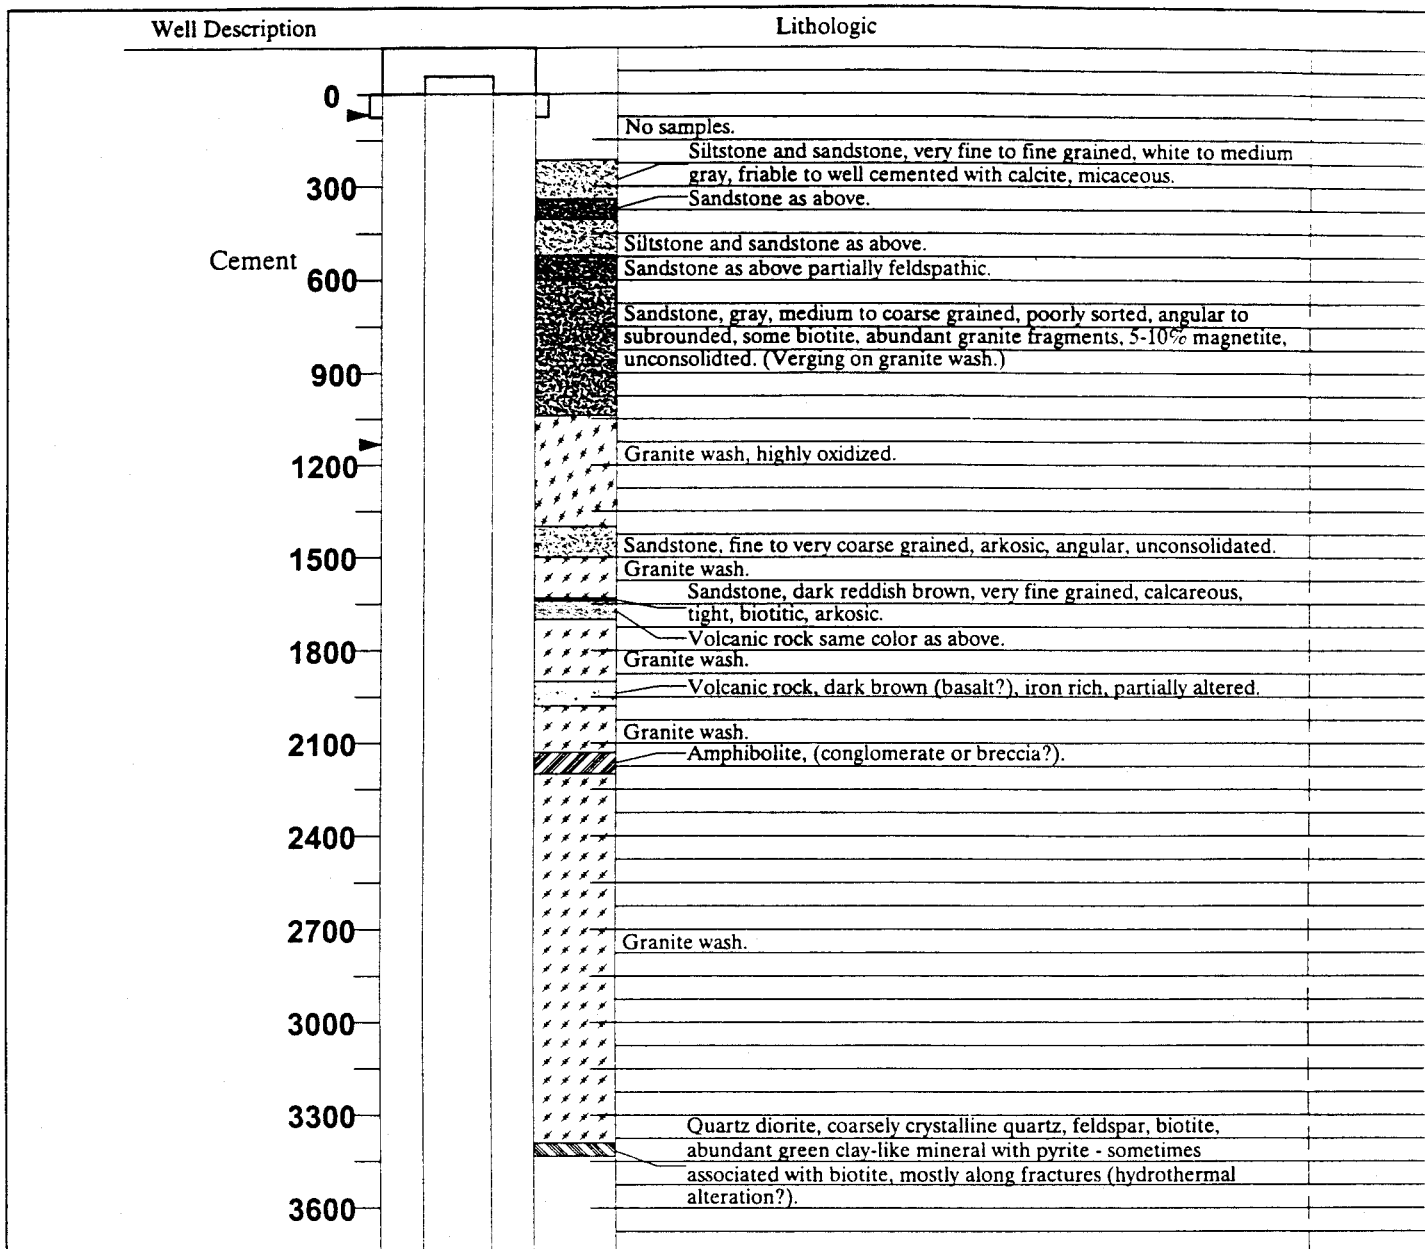 Well Description
Lithologic
0
No samples.
Siltstone and sandstone, very fine to fine grained, white to medium
gray, friable to well cemented with calcite, micaceous.
300
Sandstone as above.
Siltstone and sandstone as above.
Cement
Sandstone as above partially feldspathic.
600
Sandstone, gray, medium to coarse grained, poorly sorted, angular to
subrounded, some biotite, abundant granite fragments, 5-10% magnetite,
unconsolidted. (Verging on granite wash.)
900
Granite wash, highly oxidized.
1200
Sandstone, fine to very coarse grained, arkosic, angular, unconsolidated.
1500
Granite wash.
Sandstone, dark reddish brown, very fine grained, calcareous,
tight, biotitic, arkosic.
Volcanic rock same color as above.
1800
Granite wash.
Volcanic rock, dark brown (basalt?), iron rich, partially altered.
Granite wash.
2100
Amphibolite, (conglomerate or breccia?).
2400
2700
Granite wash.
3000
3300
Quartz diorite, coarsely crystalline quartz, feldspar, biotite,
abundant green clay-like mineral with pyrite - sometimes
associated with biotite, mostly along fractures (hydrothermal
alteration?).
3600